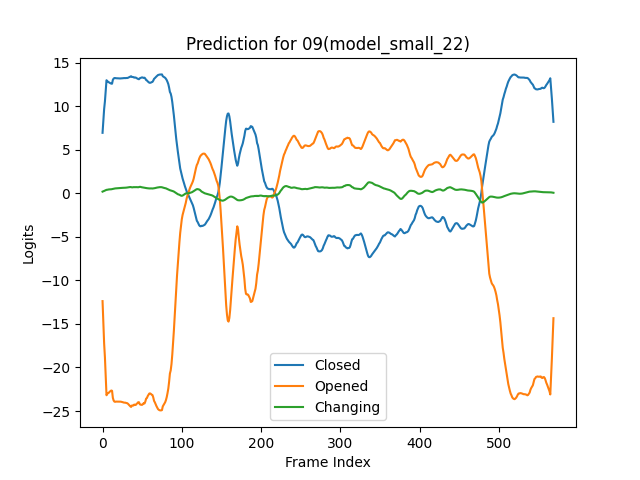 Prediction for 09(model_small_22)
15
10
5
0
−5
−10
−15
−20
−25
Logits
Closed
Opened
Changing
0 100 200 300 400 500
Frame Index